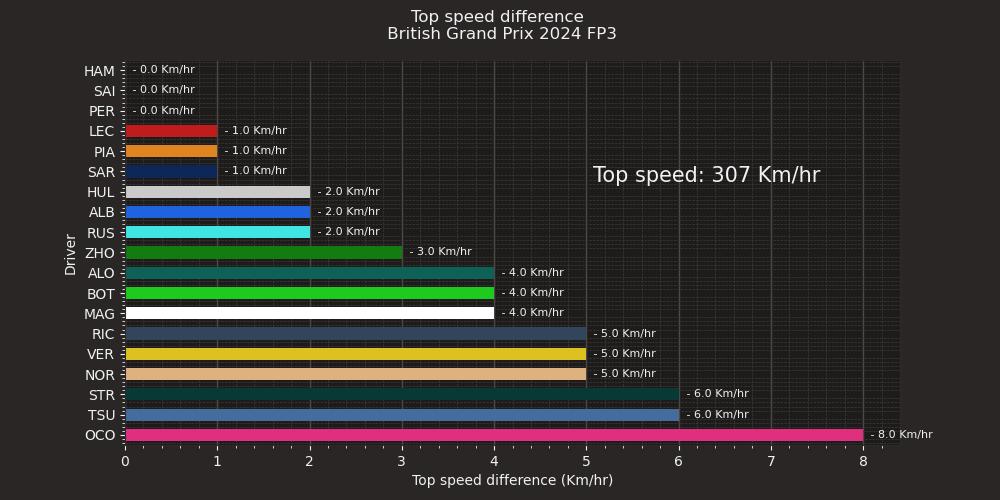 Top speed difference
British Grand Prix 2024 FP3
HAM - 0.0 Km/hr
SAI - 0.0 Km/hr
PER - 0.0 Km/hr
LEC - 1.0 Km/hr
PIA - 1.0 Km/hr
SAR - 1.0 Km/hr
Top speed: 307 Km/hr
HUL - 2.0 Km/hr
ALB - 2.0 Km/hr
RUS - 2.0 Km/hr
ZHO - 3.0 Km/hr
Driver
ALO - 4.0 Km/hr
BOT - 4.0 Km/hr
MAG - 4.0 Km/hr
RIC - 5.0 Km/hr
VER - 5.0 Km/hr
NOR - 5.0 Km/hr
STR - 6.0 Km/hr
TSU - 6.0 Km/hr
OCO - 8.0 Km/hr
0 1 2 3 4 5 6 7 8
Top speed difference (Km/hr)